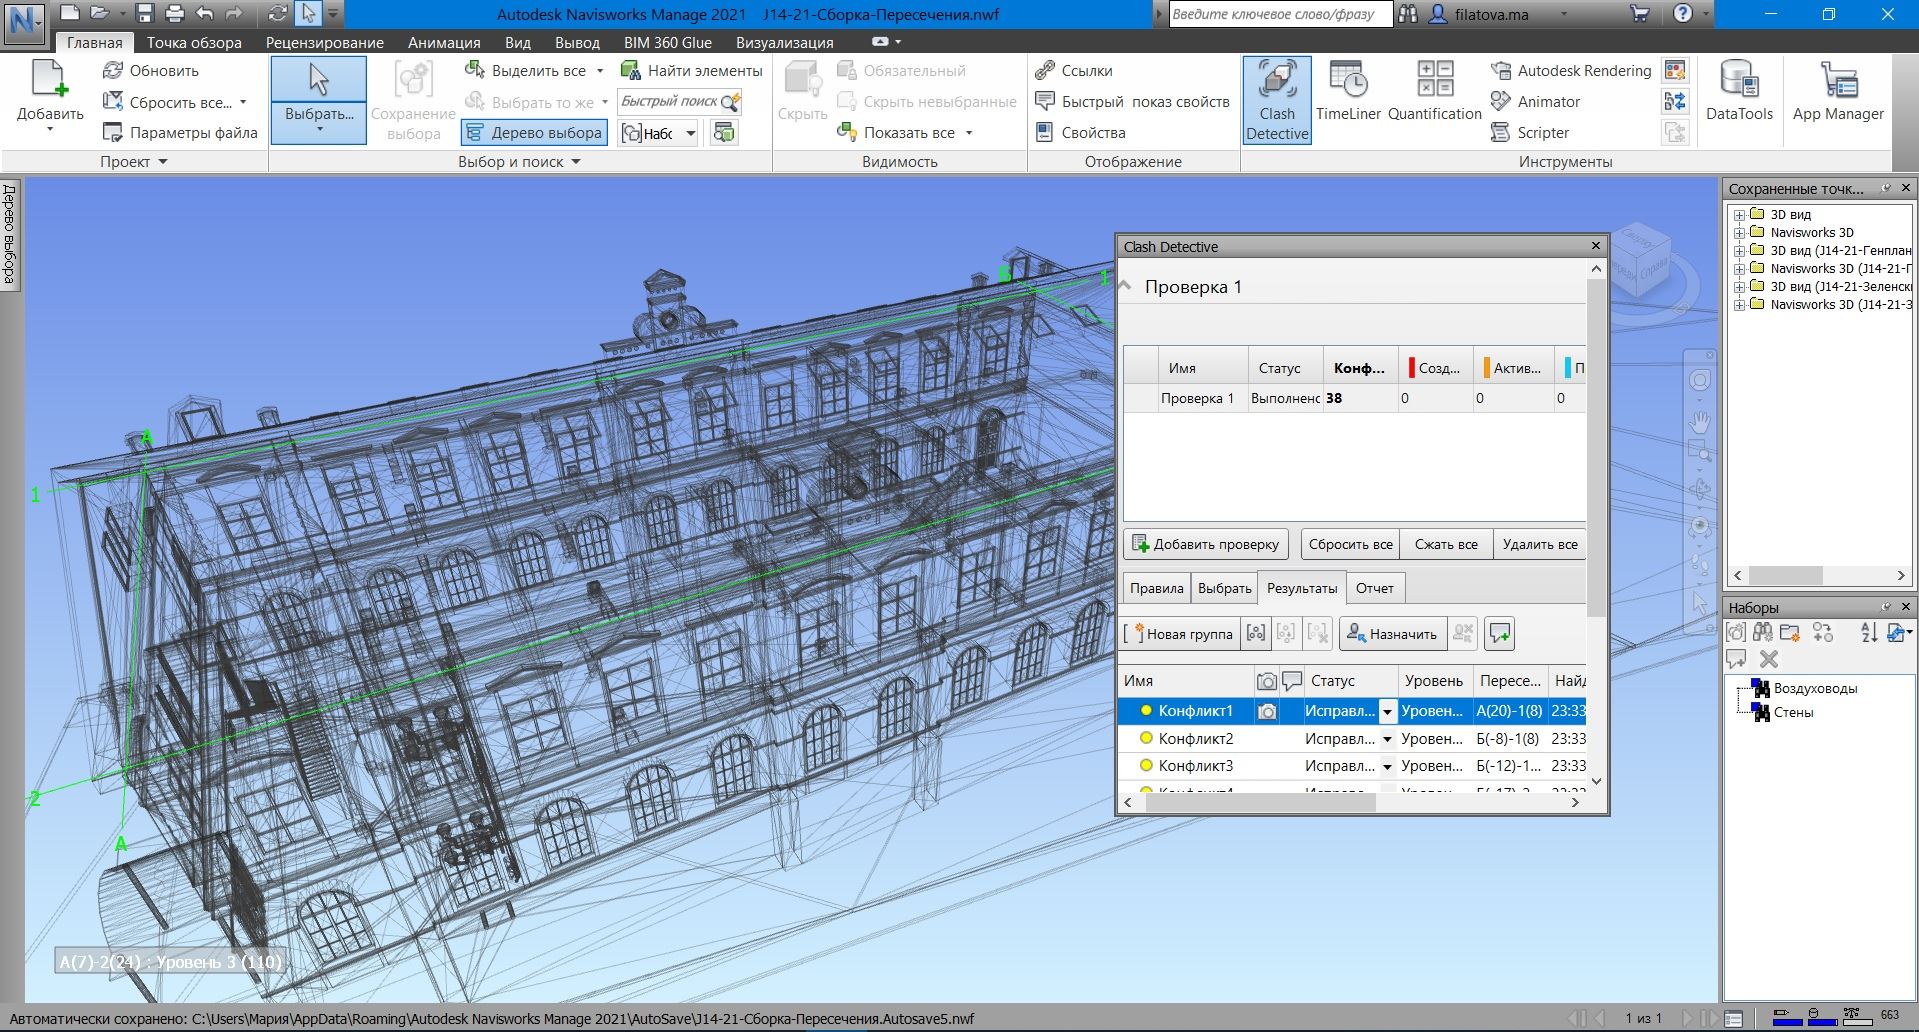 Autodesk Navisworks Manage 2021 J14-21-Сборка-Пересечения.nwf
Введите ключевое слово/фразу
filatova.ma
Главная Точка обзора Рецензирование Анимация Вид Вывод BIM 360 Glue Визуализация
Добавить
Обновить
Сбросить все...
Параметры файла
Проект
Выбрать...
Сохранение выбора
Выделить все
Выбрать то же
Дерево выбора
Найти элементы
Быстрый поиск
Набс
Выбор и поиск
Скрыть
Обязательный
Скрыть невыбранные
Показать все
Видимость
Ссылки
Быстрый показ свойств
Свойства
Отображение
Clash Detective
TimeLiner
Quantification
Autodesk Rendering
Animator
Scripter
Инструменты
DataTools
App Manager
Дерево выбора
А
Б
1
1
2
А
А(7)-2(24) : Уровень 3 (110)
Clash Detective
Проверка 1
Имя Статус Конф... Созд... Актив... П
Проверка 1 Выполнено 38 0 0 0
Добавить проверку Сбросить все Сжать все Удалить все
Правила Выбрать Результаты Отчет
Новая группа Назначить
Имя Статус Уровень Пересе... Найд
Конфликт1 Исправл... Уровен... А(20)-1(8) 23:33
Конфликт2 Исправл... Уровен... Б(-8)-1(8) 23:33
Конфликт3 Исправл... Уровен... Б(-12)-1... 23:33
Сохраненные точк...
3D вид
Navisworks 3D
3D вид (J14-21-Генплан
Navisworks 3D (J14-21-Г
3D вид (J14-21-Зеленски
Navisworks 3D (J14-21-З
Наборы
Воздуховоды
Стены
Автоматически сохранено: C:\Users\Мария\AppData\Roaming\Autodesk Navisworks Manage 2021\AutoSave\J14-21-Сборка-Пересечения.Autosave5.nwf
1 из 1
663